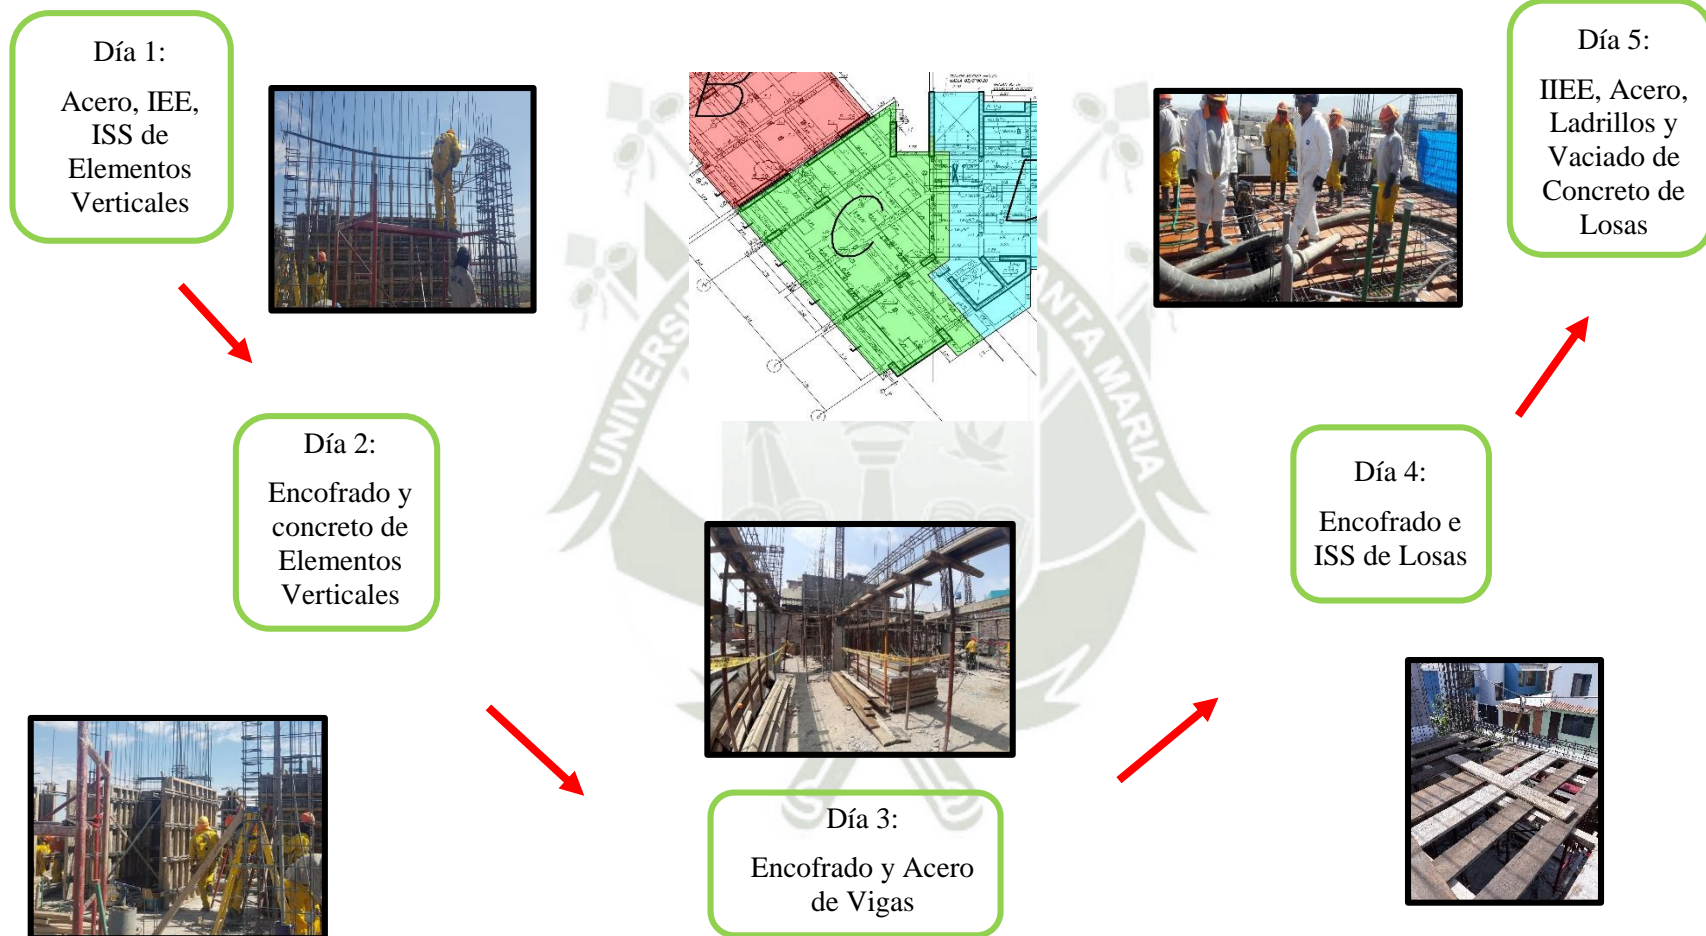 Día 1:
Acero, IEE,
ISS de
Elementos
Verticales
Día 2:
Encofrado y
concreto de
Elementos
Verticales
Día 3:
Encofrado y Acero
de Vigas
Día 4:
Encofrado e
ISS de Losas
Día 5:
IIEE, Acero,
Ladrillos y
Vaciado de
Concreto de
Losas
B
C
UNIVERSI
NTA MARIA